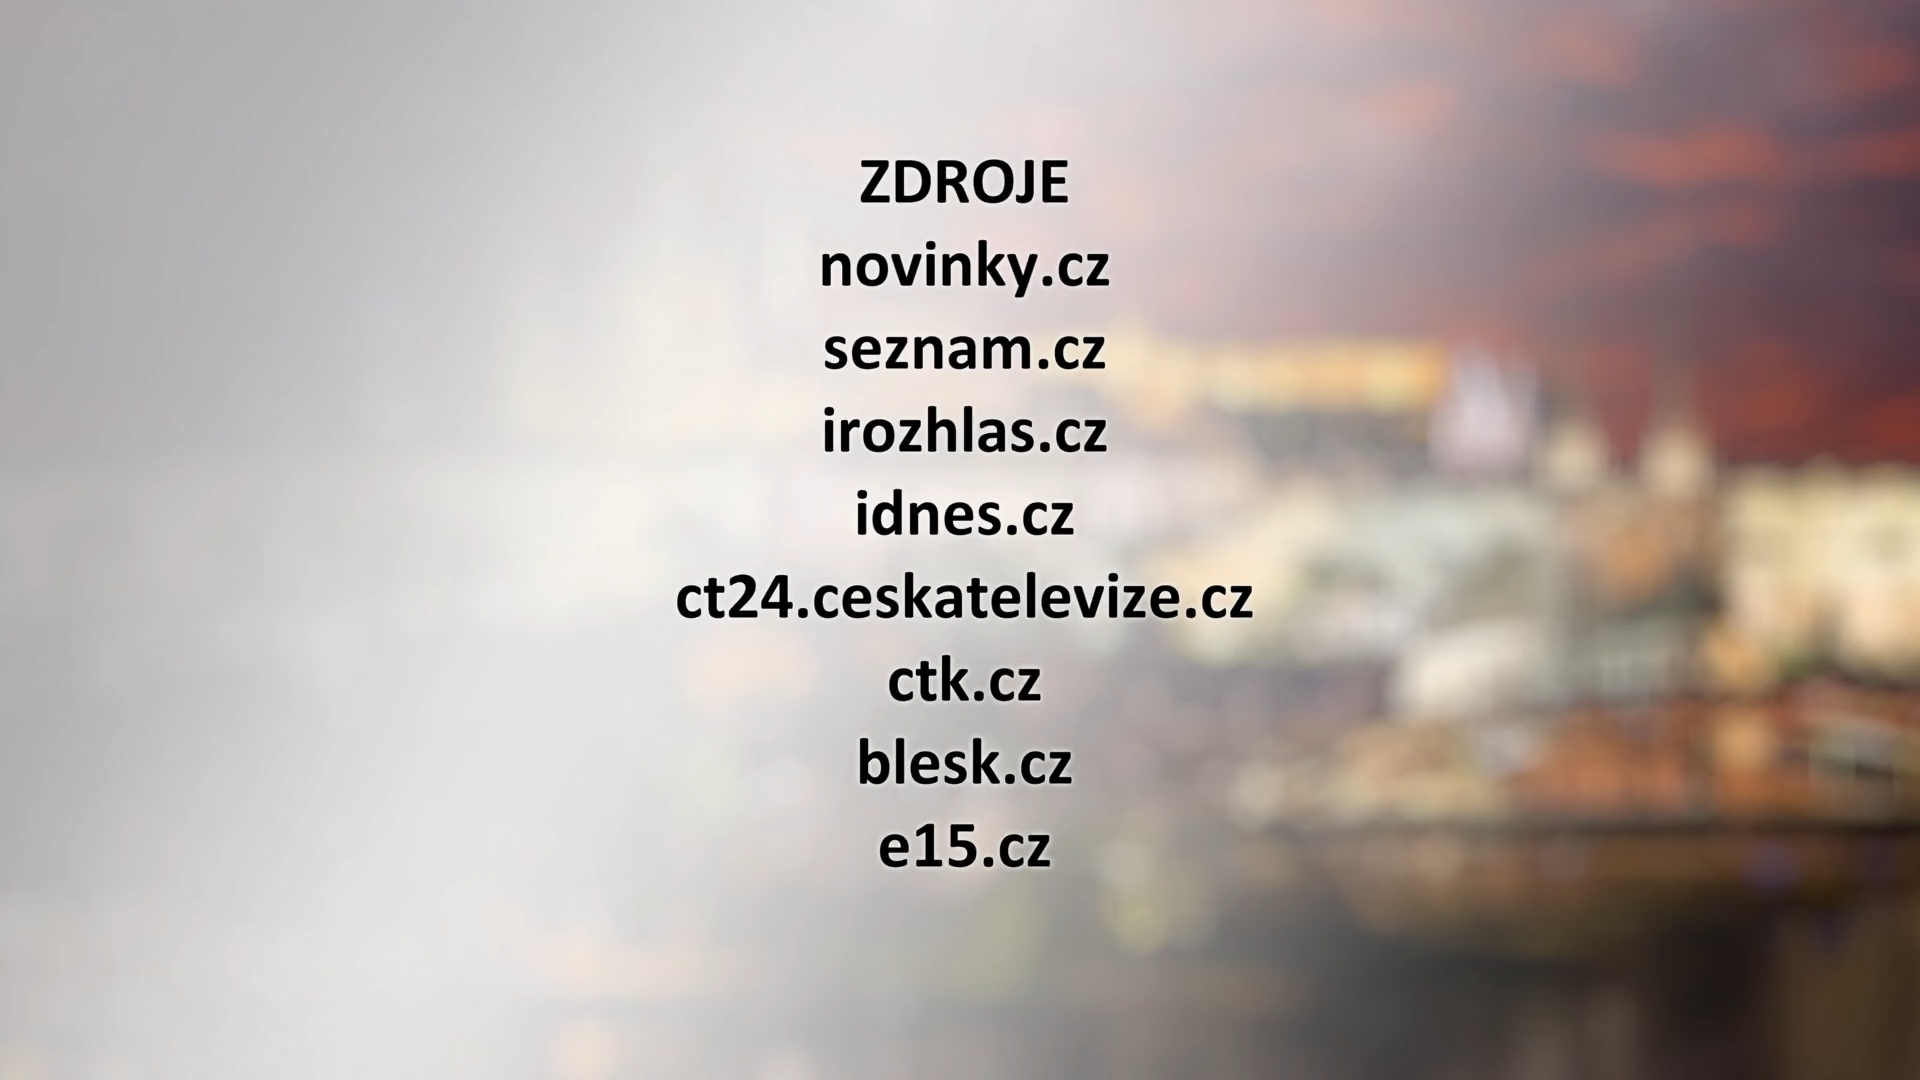 ZDROJE
novinky.cz
seznam.cz
irozhlas.cz
idnes.cz
ct24.ceskatelevize.cz
ctk.cz
blesk.cz
e15.cz